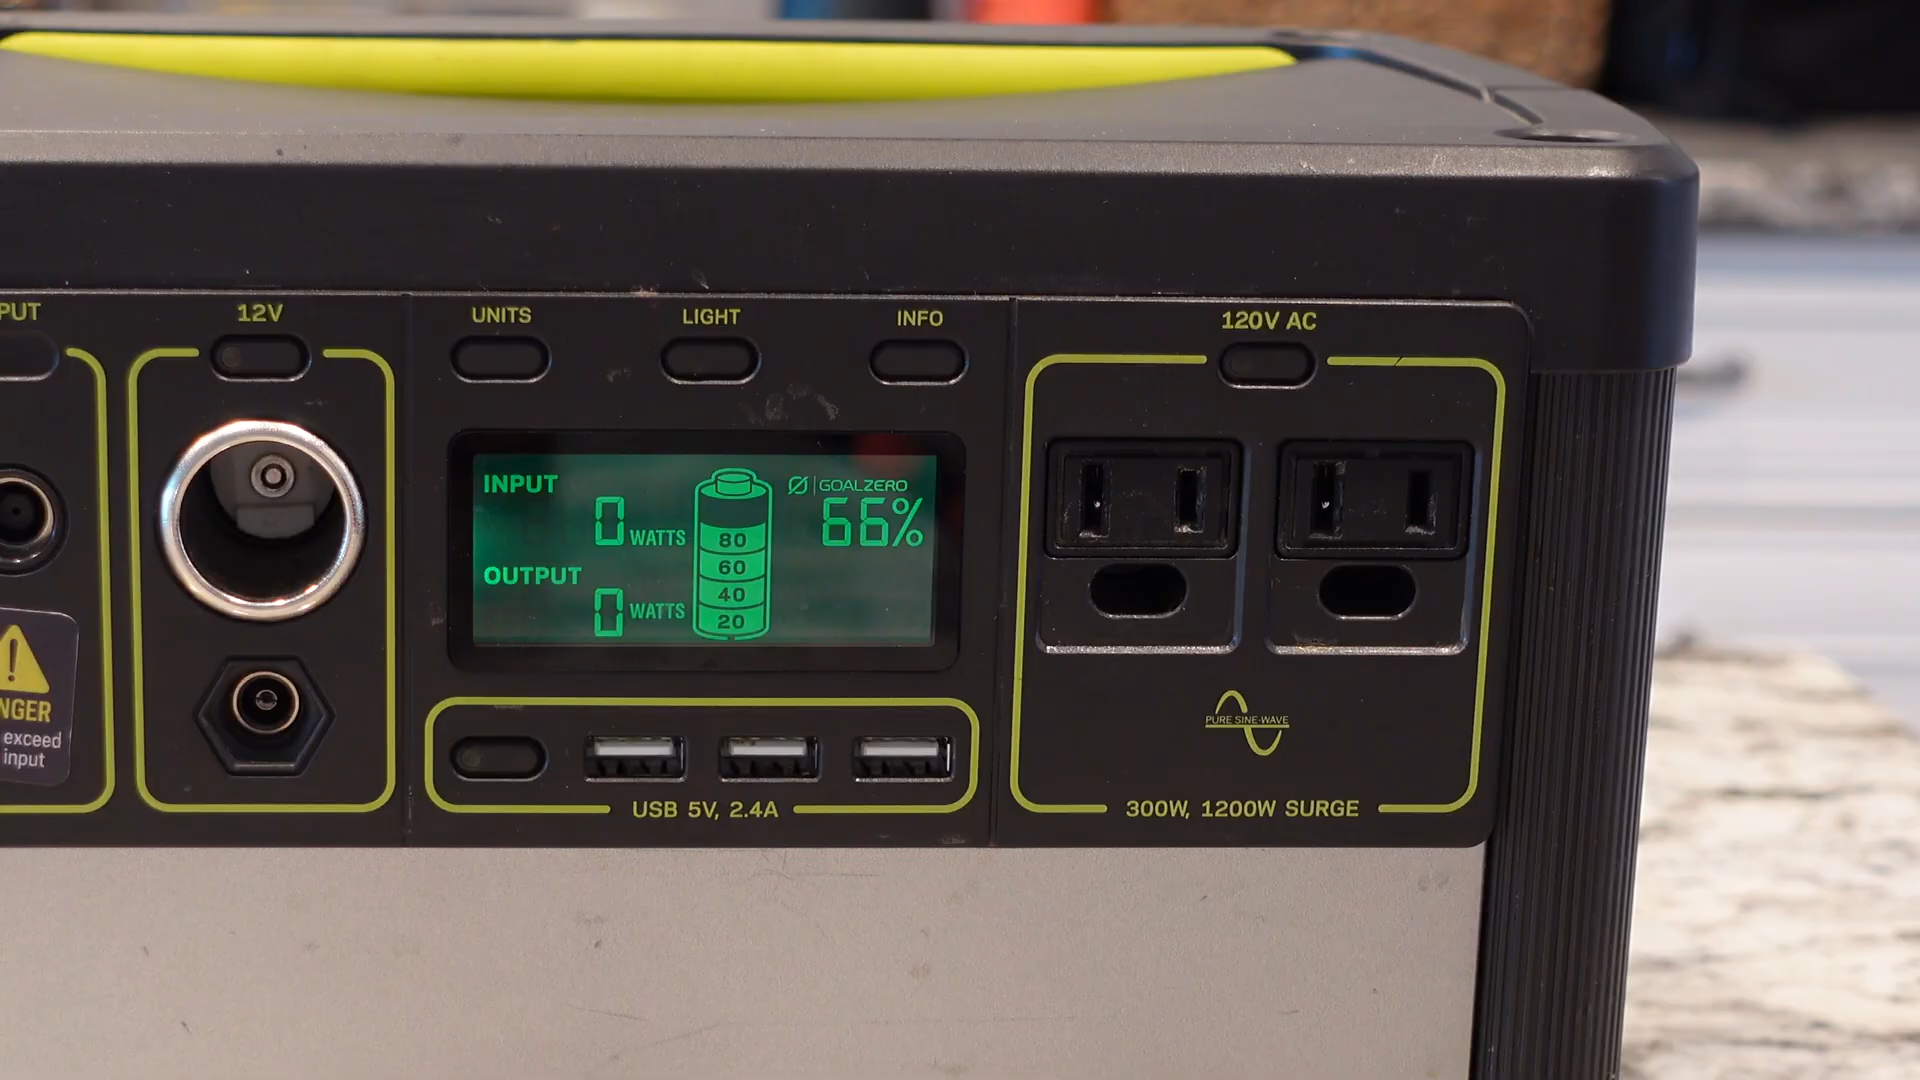 PUT
12V
UNITS
LIGHT
INFO
120V AC
INPUT
0 WATTS
OUTPUT
0 WATTS
80
60
40
20
GOALZERO
66%
NGER
exceed
input
USB 5V, 2.4A
PURE SINE-WAVE
300W, 1200W SURGE